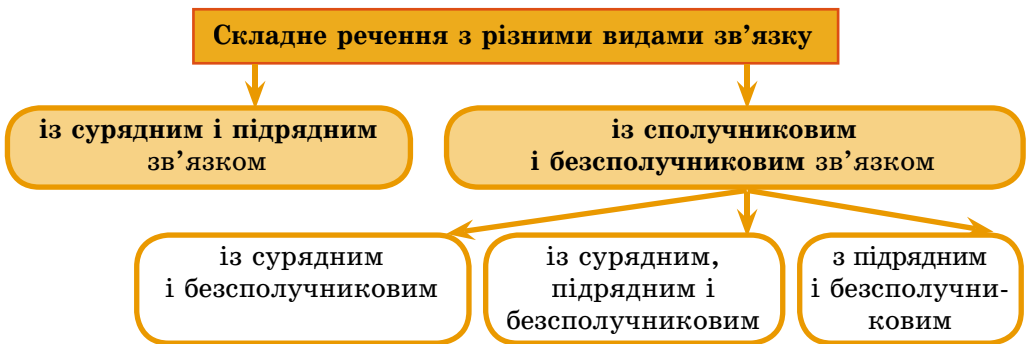 Складне речення з різними видами зв’язку
із сурядним і підрядним
зв’язком
із сполучниковим
і безсполучниковим зв’язком
із сурядним
і безсполучниковим
із сурядним,
підрядним і
безсполучниковим
з підрядним
і безсполучни-
ковим